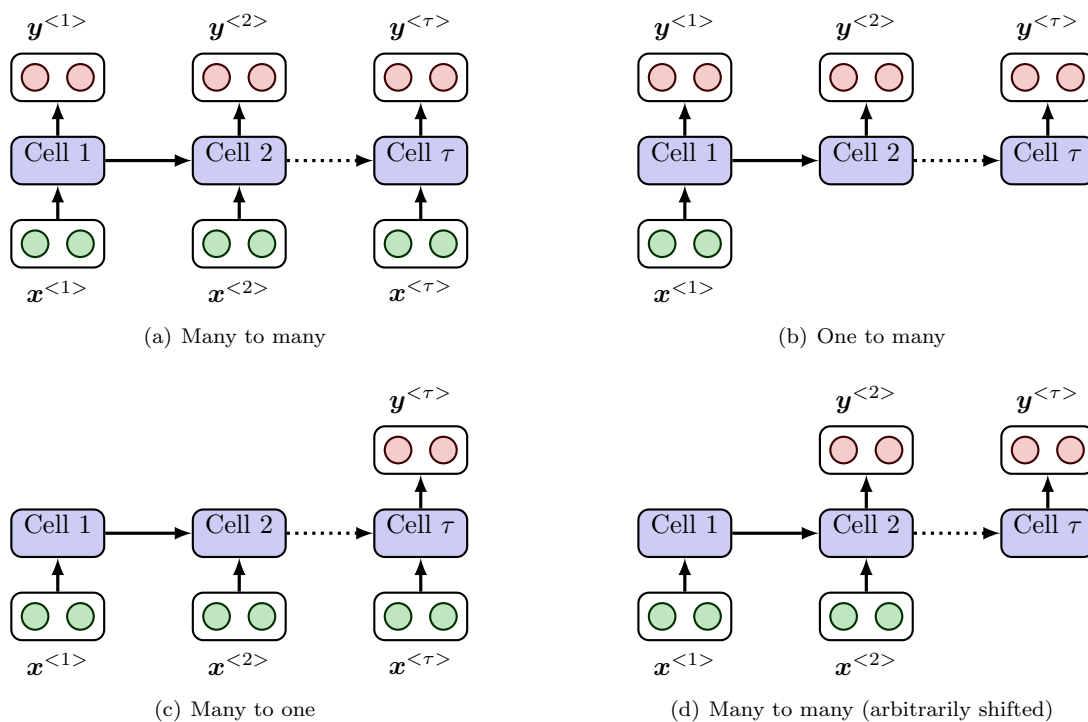 y<1> y<2> y<τ>
Cell 1 Cell 2 Cell τ
x<1> x<2> x<τ>
(a) Many to many
y<1> y<2> y<τ>
Cell 1 Cell 2 Cell τ
x<1>
(b) One to many
y<τ>
Cell 1 Cell 2 Cell τ
x<1> x<2> x<τ>
(c) Many to one
y<2> y<τ>
Cell 1 Cell 2 Cell τ
x<1> x<2>
(d) Many to many (arbitrarily shifted)